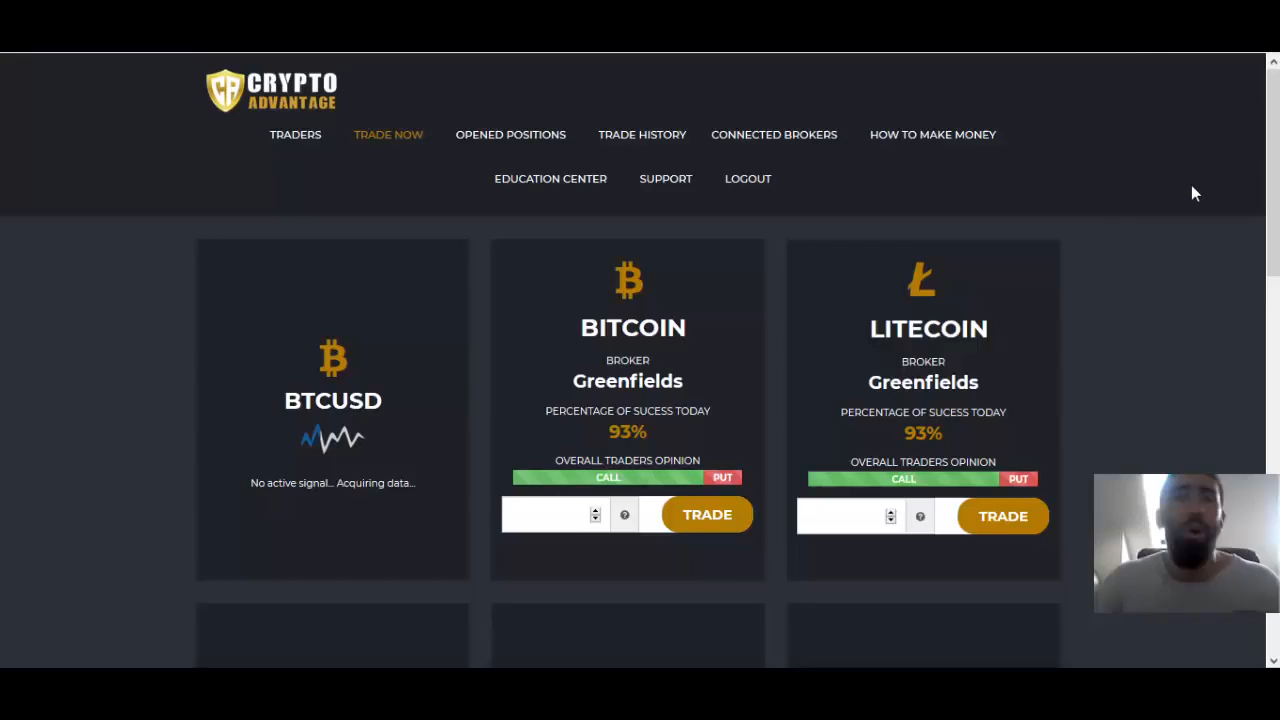 CRYPTO
ADVANTAGE
TRADERS TRADE NOW OPENED POSITIONS TRADE HISTORY CONNECTED BROKERS HOW TO MAKE MONEY
EDUCATION CENTER SUPPORT LOGOUT
BTCUSD
No active signal... Acquiring data...
BITCOIN
BROKER
Greenfields
PERCENTAGE OF SUCESS TODAY
93%
OVERALL TRADERS OPINION
CALL PUT
TRADE
LITECOIN
BROKER
Greenfields
PERCENTAGE OF SUCESS TODAY
93%
OVERALL TRADERS OPINION
CALL PUT
TRADE